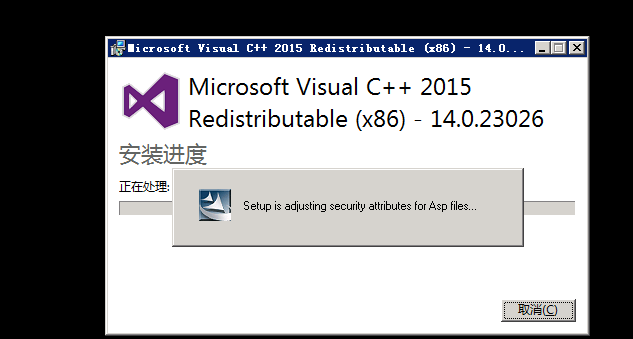 Microsoft Visual C++ 2015 Redistributable (x86) - 14.0...
Microsoft Visual C++ 2015
Redistributable (x86) - 14.0.23026
安装进度
正在处理:
Setup is adjusting security attributes for Asp files...
取消(C)